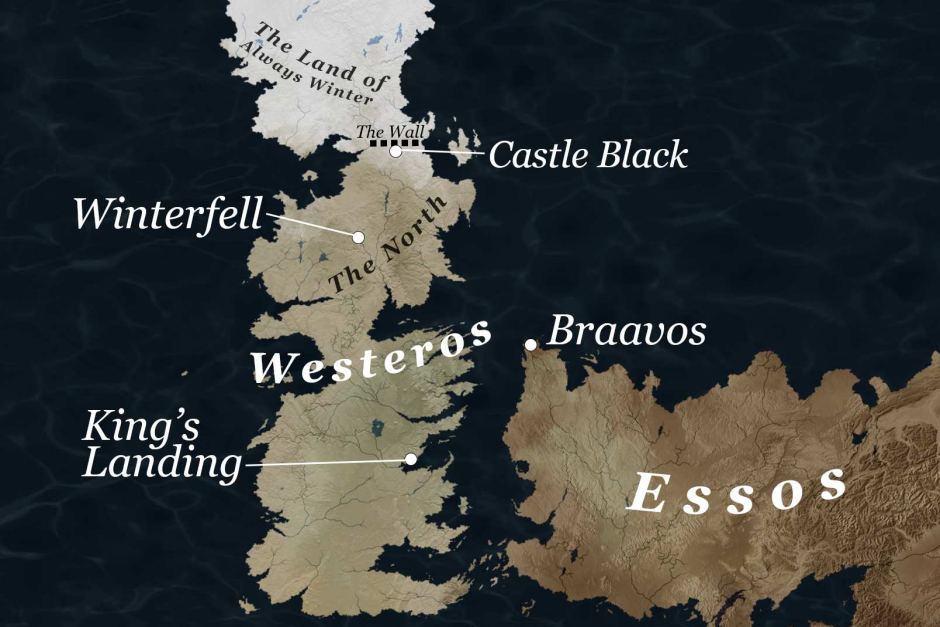 The Land of
Always Winter
The Wall
Castle Black
Winterfell
The North
Braavos
Westeros
King's
Landing
Essos